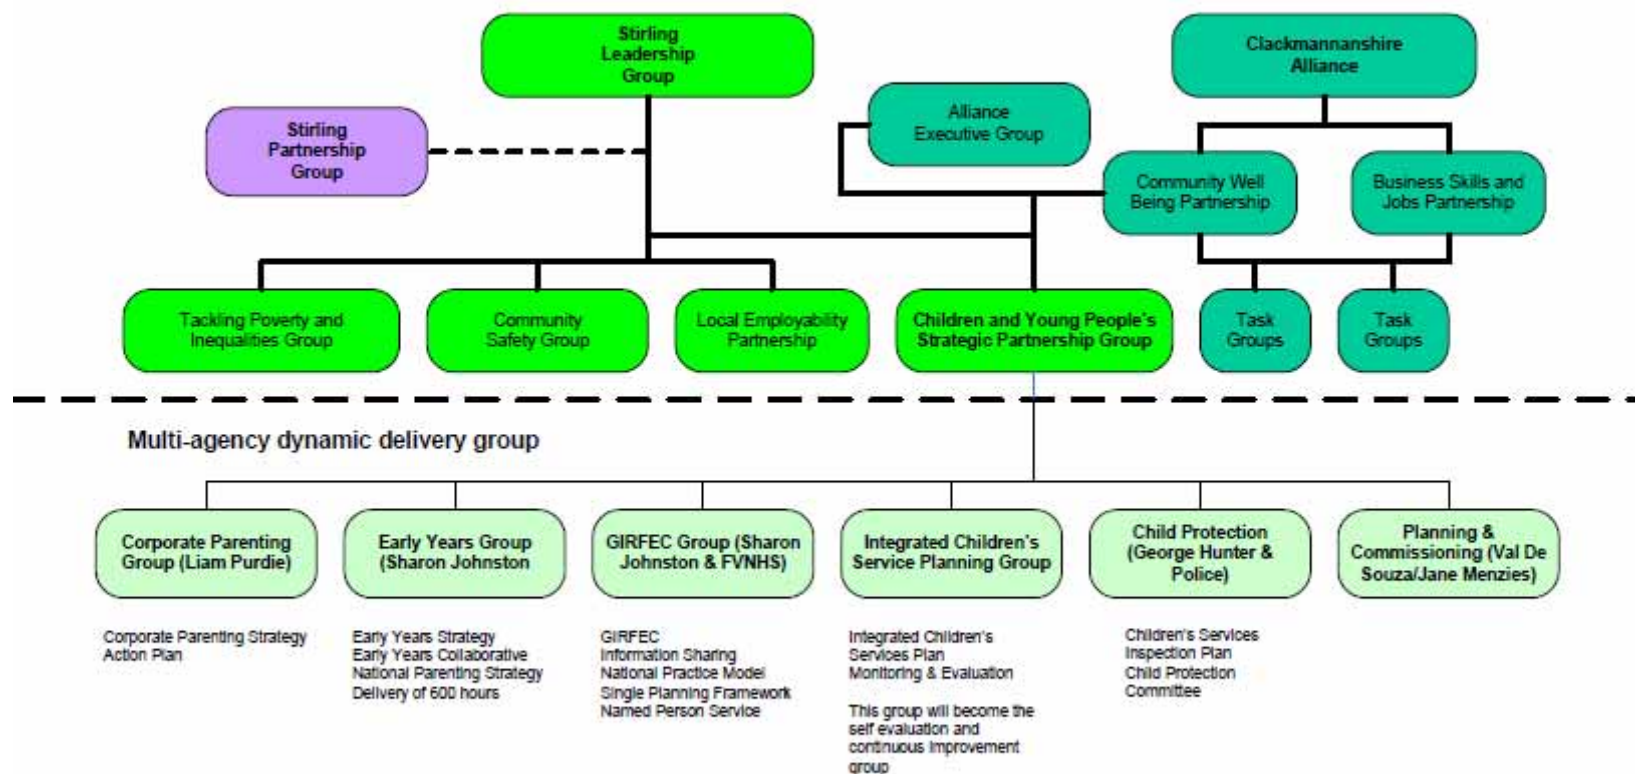 Stirling
Leadership
Group
Clackmannanshire
Alliance
Stirling
Partnership
Group
Alliance
Executive Group
Community Well
Being Partnership
Business Skills and
Jobs Partnership
Tackling Poverty and
Inequalities Group
Community
Safety Group
Local Employability
Partnership
Children and Young People's
Strategic Partnership Group
Task
Groups
Task
Groups
Multi-agency dynamic delivery group
Corporate Parenting
Group (Liam Purdie)
Early Years Group
(Sharon Johnston
GIRFEC Group (Sharon
Johnston & FVNHS)
Integrated Children's
Service Planning Group
Child Protection
(George Hunter &
Police)
Planning &
Commissioning (Val De
Souza/Jane Menzies)
Corporate Parenting Strategy
Action Plan
Early Years Strategy
Early Years Collaborative
National Parenting Strategy
Delivery of 600 hours
GIRFEC
Information Sharing
National Practice Model
Single Planning Framework
Named Person Service
Integrated Children's
Services Plan
Monitoring & Evaluation
This group will become the
self evaluation and
continuous improvement
group
Children's Services
Inspection Plan
Child Protection
Committee